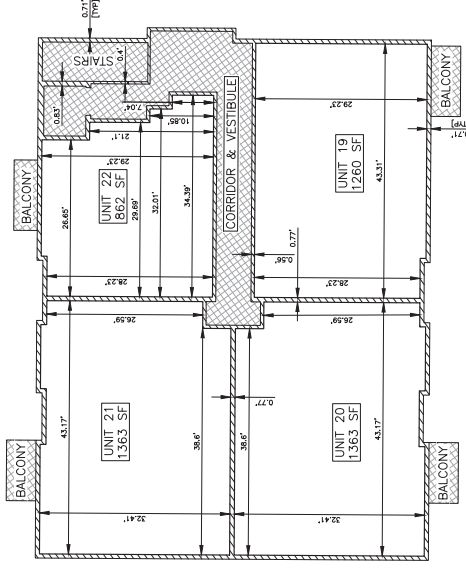 0.71'
[TYP]
STAIRS
0.4'
0.83'
7.04'
10.85'
21.1'
29.23'
BALCONY
26.65'
UNIT 22
862 SF
29.69'
32.01'
34.39'
28.23'
CORRIDOR & VESTIBULE
BALCONY
29.23'
UNIT 19
1260 SF
43.31'
0.71'
TYP]
0.77'
0.56'
28.23'
26.59'
43.17'
UNIT 21
1363 SF
38.6'
32.41'
BALCONY
0.77'
26.59'
38.6'
UNIT 20
1363 SF
43.17'
32.41'
BALCONY